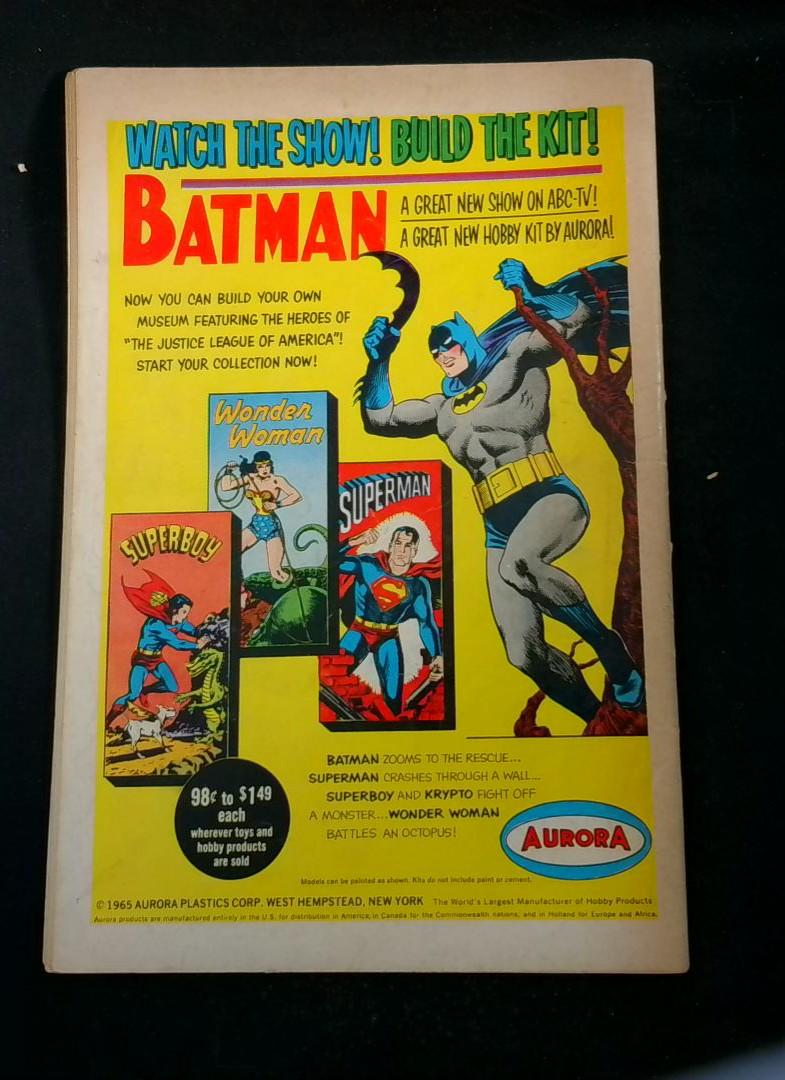 WATCH THE SHOW! BUILD THE KIT!
BATMAN
A GREAT NEW SHOW ON ABC-TV!
A GREAT NEW HOBBY KIT BY AURORA!
NOW YOU CAN BUILD YOUR OWN
MUSEUM FEATURING THE HEROES OF
"THE JUSTICE LEAGUE OF AMERICA"!
START YOUR COLLECTION NOW!
Wonder
Woman
SUPERMAN
SUPERBOY
BATMAN ZOOMS TO THE RESCUE...
SUPERMAN CRASHES THROUGH A WALL...
SUPERBOY AND KRYPTO FIGHT OFF
A MONSTER...WONDER WOMAN
BATTLES AN OCTOPUS!
98¢ to $1 49
each
wherever toys and
hobby products
are sold
AURORA
Models can be painted as shown. Kits do not include paint or cement.
© 1965 AURORA PLASTICS CORP. WEST HEMPSTEAD, NEW YORK The World's Largest Manufacturer of Hobby Products
Aurora products are manufactured entirely in the U.S. for distribution in America; in Canada for the Commonwealth nations, and in Holland for Europe and Africa.